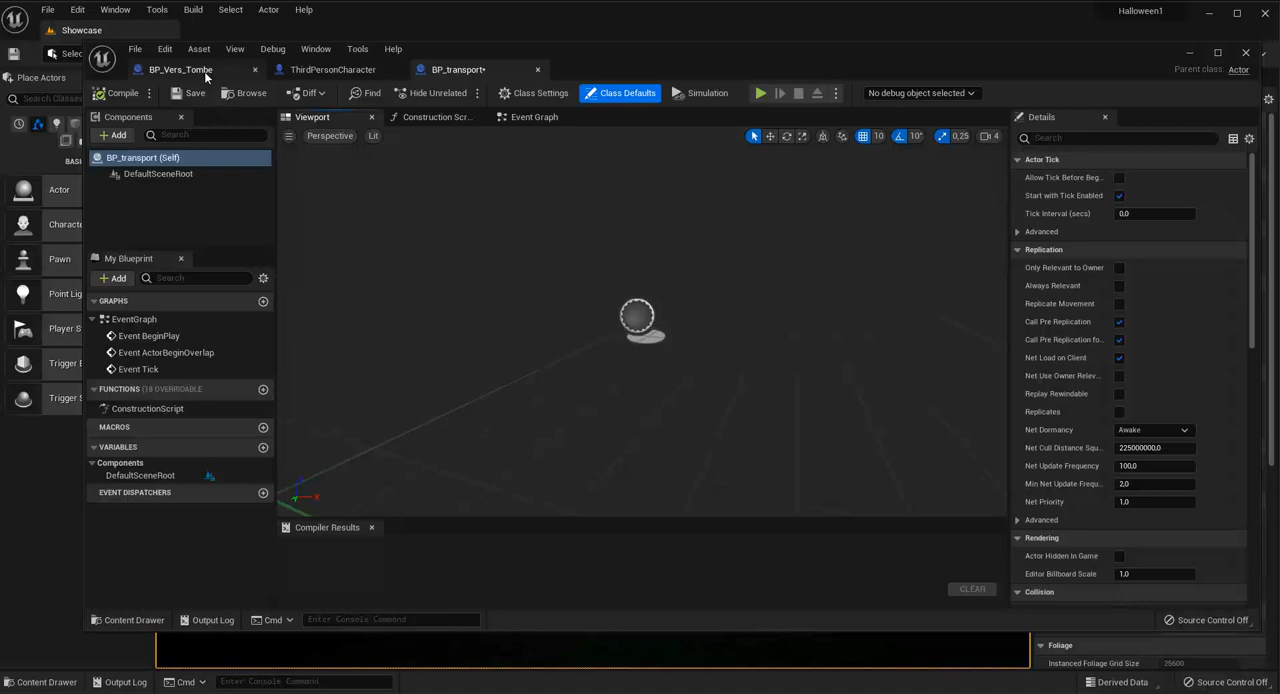 File Edit Window Tools Build Select Actor Help
Halloween1
Showcase
File Edit Asset View Debug Window Tools Help
Selec
BP_Vers_Tombe ThirdPersonCharacter BP_transport•
Parent class: Actor
Place Actors
Compile Save Browse Diff Find Hide Unrelated Class Settings Class Defaults Simulation No debug object selected
Search Classes
Components Viewport Construction Scr... Event Graph Details
Add Search Perspective Lit 10 10° 0,25 4 Search
BP_transport (Self)
DefaultSceneRoot
BASI
Actor
Charact
Pawn
Point Lig
Player S
Trigger E
Trigger S
My Blueprint
Add Search
GRAPHS
EventGraph
Event BeginPlay
Event ActorBeginOverlap
Event Tick
FUNCTIONS (18 OVERRIDABLE
ConstructionScript
MACROS
VARIABLES
Components
DefaultSceneRoot
EVENT DISPATCHERS
X
Compiler Results
CLEAR
Actor Tick
Allow Tick Before Beg...
Start with Tick Enabled
Tick Interval (secs) 0,0
Advanced
Replication
Only Relevant to Owner
Always Relevant
Replicate Movement
Call Pre Replication
Call Pre Replication fo...
Net Load on Client
Net Use Owner Relev...
Replay Rewindable
Replicates
Net Dormancy Awake
Net Cull Distance Squ... 225000000,0
Net Update Frequency 100,0
Min Net Update Frequ... 2,0
Net Priority 1,0
Advanced
Rendering
Actor Hidden In Game
Editor Billboard Scale 1,0
Collision
Content Drawer Output Log Cmd Enter Console Command Source Control Off
Foliage
Instanced Foliage Grid Size 25600
Content Drawer Output Log Cmd Enter Console Command Derived Data Source Control Off